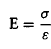 E = σ/ε